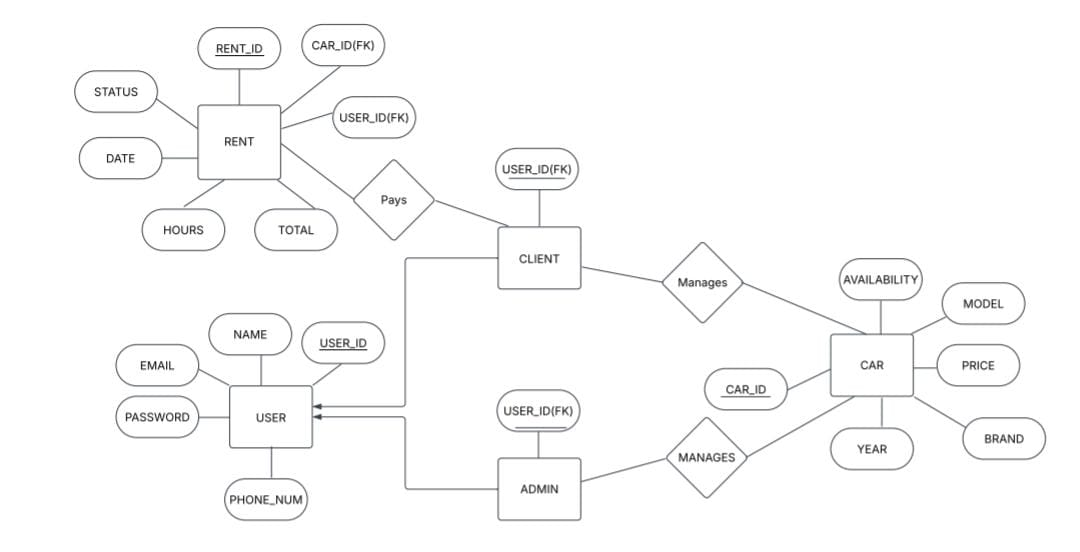 RENT_ID
CAR_ID(FK)
STATUS
USER_ID(FK)
RENT
DATE
HOURS
TOTAL
Pays
USER_ID(FK)
CLIENT
Manages
AVAILABILITY
MODEL
CAR
PRICE
CAR_ID
BRAND
YEAR
NAME
USER_ID
EMAIL
PASSWORD
USER
PHONE_NUM
USER_ID(FK)
ADMIN
MANAGES